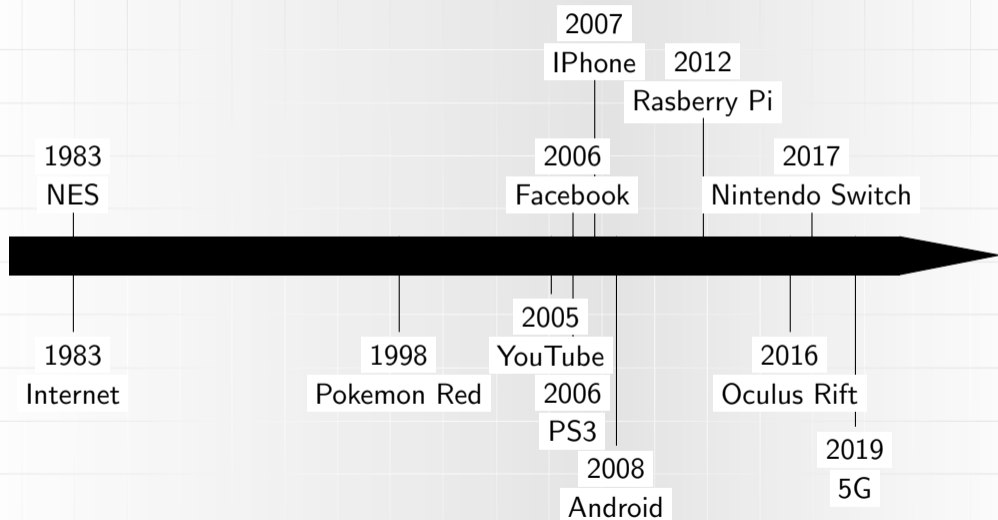 2007
IPhone
2012
Rasberry Pi
1983
NES
2006
Facebook
2017
Nintendo Switch
1983
Internet
1998
Pokemon Red
2005
YouTube
2006
PS3
2008
Android
2016
Oculus Rift
2019
5G